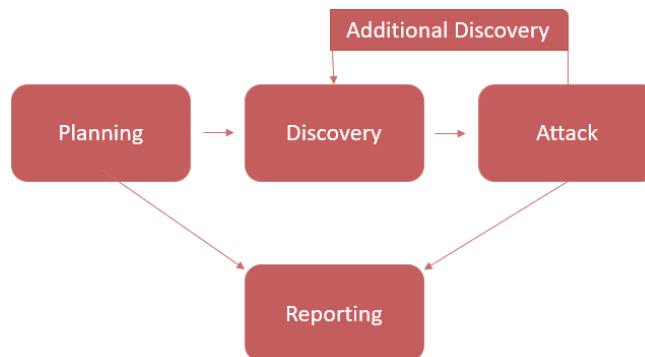 Additional Discovery
Planning
Discovery
Attack
Reporting